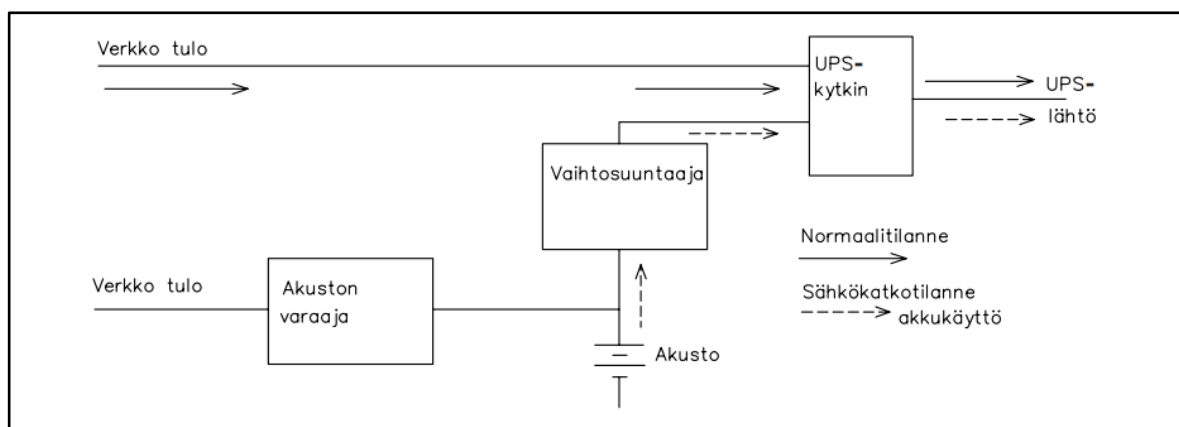 Verkko tulo
UPS-
kytkin
UPS-
lähtö
Vaihtosuuntaaja
Normaalitilanne
Verkko tulo
Akuston
varaaja
Sähkökatkotilanne
akkukäyttö
Akusto